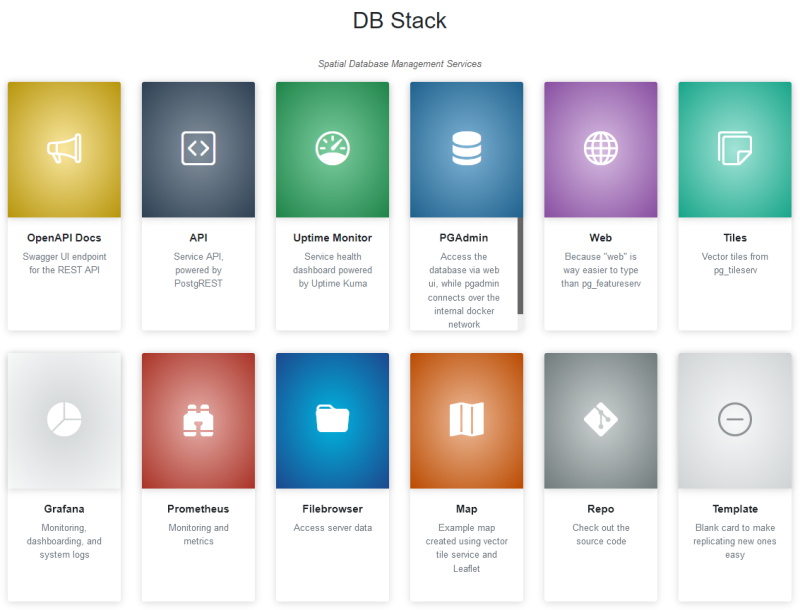 DB Stack
Spatial Database Management Services
OpenAPI Docs
Swagger UI endpoint
for the REST API
API
Service API,
powered by
PostgREST
Uptime Monitor
Service health
dashboard powered
by Uptime Kuma
PGAdmin
Access the
database via web
ui, while pgadmin
connects over the
internal docker
network
Web
Because "web" is
way easier to type
than pg_featureserv
Tiles
Vector tiles from
pg_tileserv
Grafana
Monitoring,
dashboarding, and
system logs
Prometheus
Monitoring and
metrics
Filebrowser
Access server data
Map
Example map
created using vector
tile service and
Leaflet
Repo
Check out the
source code
Template
Blank card to make
replicating new ones
easy